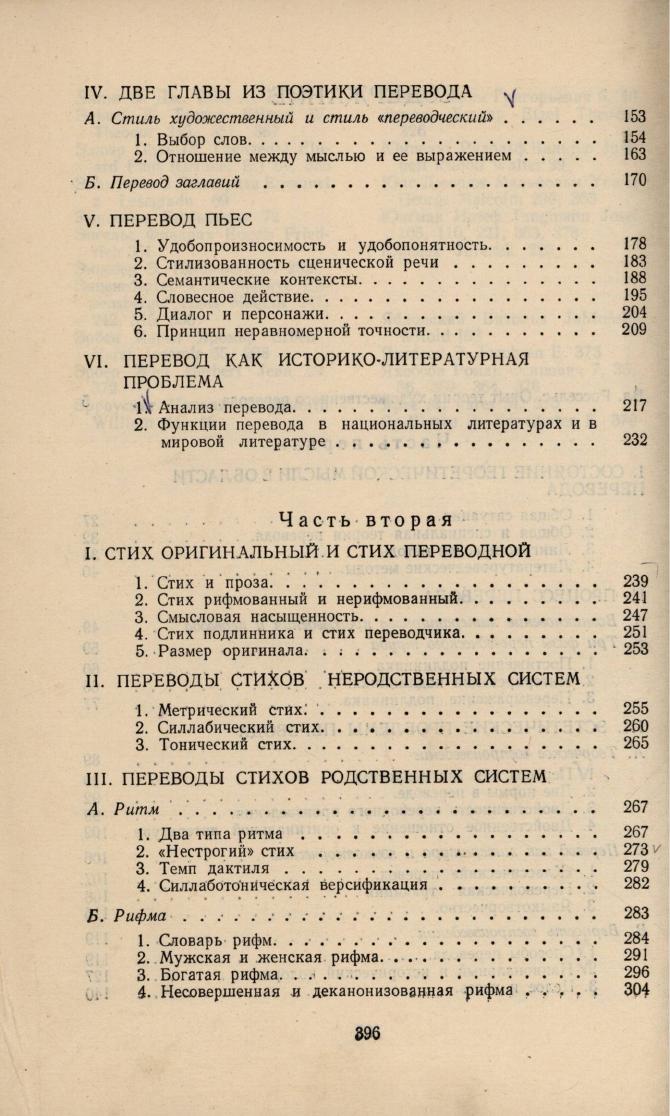 IV. ДВЕ ГЛАВЫ ИЗ ПОЭТИКИ ПЕРЕВОДА
А. Стиль художественный и стиль «переводческий» . . . . . . 153
1. Выбор слов. . . . . . . . . . . . . . . . . . . . 154
2. Отношение между мыслью и ее выражением . . . . . 163
Б. Перевод заглавий . . . . . . . . . . . . . . . . . . 170
V. ПЕРЕВОД ПЬЕС
1. Удобопроизносимость и удобопонятность. . . . . . . 178
2. Стилизованность сценической речи . . . . . . . . . 183
3. Семантические контексты. . . . . . . . . . . . . . 188
4. Словесное действие. . . . . . . . . . . . . . . . . 195
5. Диалог и персонажи. . . . . . . . . . . . . . . . 204
6. Принцип неравномерной точности. . . . . . . . . . 209
VI. ПЕРЕВОД КАК ИСТОРИКО-ЛИТЕРАТУРНАЯ
ПРОБЛЕМА
1. Анализ перевода. . . . . . . . . . . . . . . . . . 217
2. Функции перевода в национальных литературах и в
мировой литературе . . . . . . . . . . . . . . . 232
Часть вторая
I. СТИХ ОРИГИНАЛЬНЫЙ И СТИХ ПЕРЕВОДНОЙ
1. Стих и проза. . . . . . . . . . . . . . . . . . . 239
2. Стих рифмованный и нерифмованный. . . . . . . . 241
3. Смысловая насыщенность. . . . . . . . . . . . . . 247
4. Стих подлинника и стих переводчика. . . . . . . . 251
5. Размер оригинала. . . . . . . . . . . . . . . . . 253
II. ПЕРЕВОДЫ СТИХОВ НЕРОДСТВЕННЫХ СИСТЕМ
1. Метрический стих. . . . . . . . . . . . . . . . . 255
2. Силлабический стих. . . . . . . . . . . . . . . . 260
3. Тонический стих. . . . . . . . . . . . . . . . . . 265
III. ПЕРЕВОДЫ СТИХОВ РОДСТВЕННЫХ СИСТЕМ
А. Ритм . . . . . . . . . . . . . . . . . . . . . . . 267
1. Два типа ритма . . . . . . . . . . . . . . . . . 267
2. «Нестрогий» стих . . . . . . . . . . . . . . . . 273
3. Темп дактиля . . . . . . . . . . . . . . . . . . 279
4. Силлаботоническая версификация . . . . . . . . . . 282
Б. Рифма . . . . . . . . . . . . . . . . . . . . . . 283
1. Словарь рифм. . . . . . . . . . . . . . . . . . . 284
2. Мужская и женская рифма. . . . . . . . . . . . . 291
3. Богатая рифма. . . . . . . . . . . . . . . . . . 296
4. Несовершенная и деканонизованная рифма . . . . . 304
396